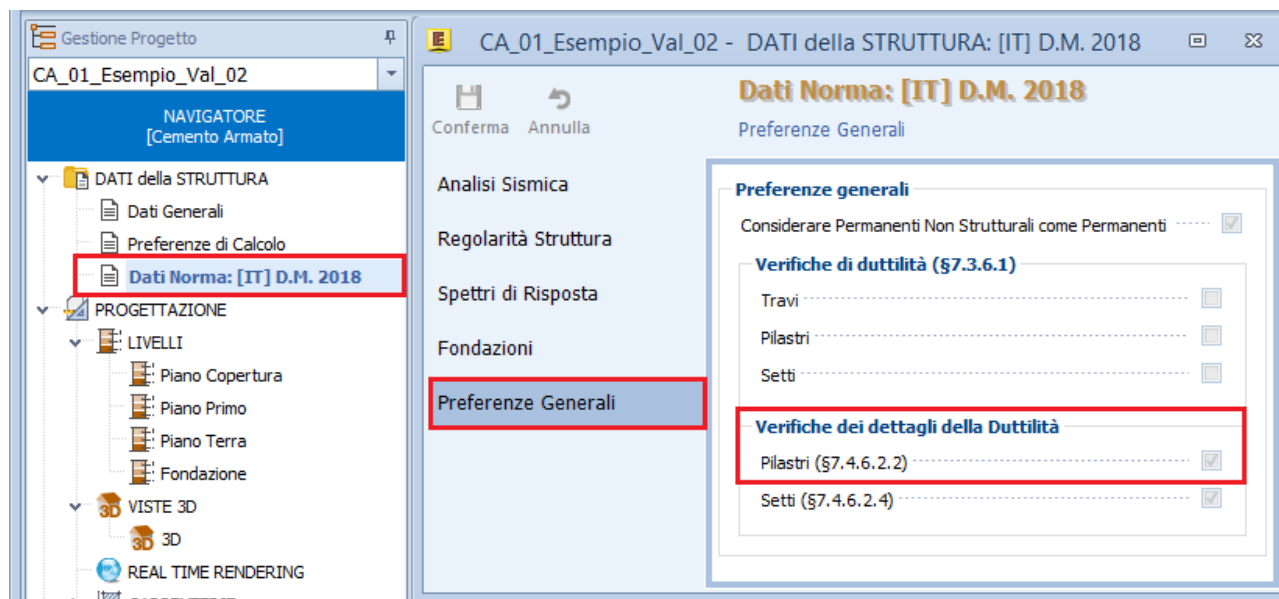 Gestione Progetto
CA_01_Esempio_Val_02
NAVIGATORE
[Cemento Armato]
DATI della STRUTTURA
Dati Generali
Preferenze di Calcolo
Dati Norma: [IT] D.M. 2018
PROGETTAZIONE
LIVELLI
Piano Copertura
Piano Primo
Piano Terra
Fondazione
VISTE 3D
3D
REAL TIME RENDERING
CA_01_Esempio_Val_02 - DATI della STRUTTURA: [IT] D.M. 2018
Conferma Annulla
Dati Norma: [IT] D.M. 2018
Preferenze Generali
Analisi Sismica
Regolarità Struttura
Spettri di Risposta
Fondazioni
Preferenze Generali
Preferenze generali
Considerare Permanenti Non Strutturali come Permanenti
Verifiche di duttilità (§7.3.6.1)
Travi
Pilastri
Setti
Verifiche dei dettagli della Duttilità
Pilastri (§7.4.6.2.2)
Setti (§7.4.6.2.4)